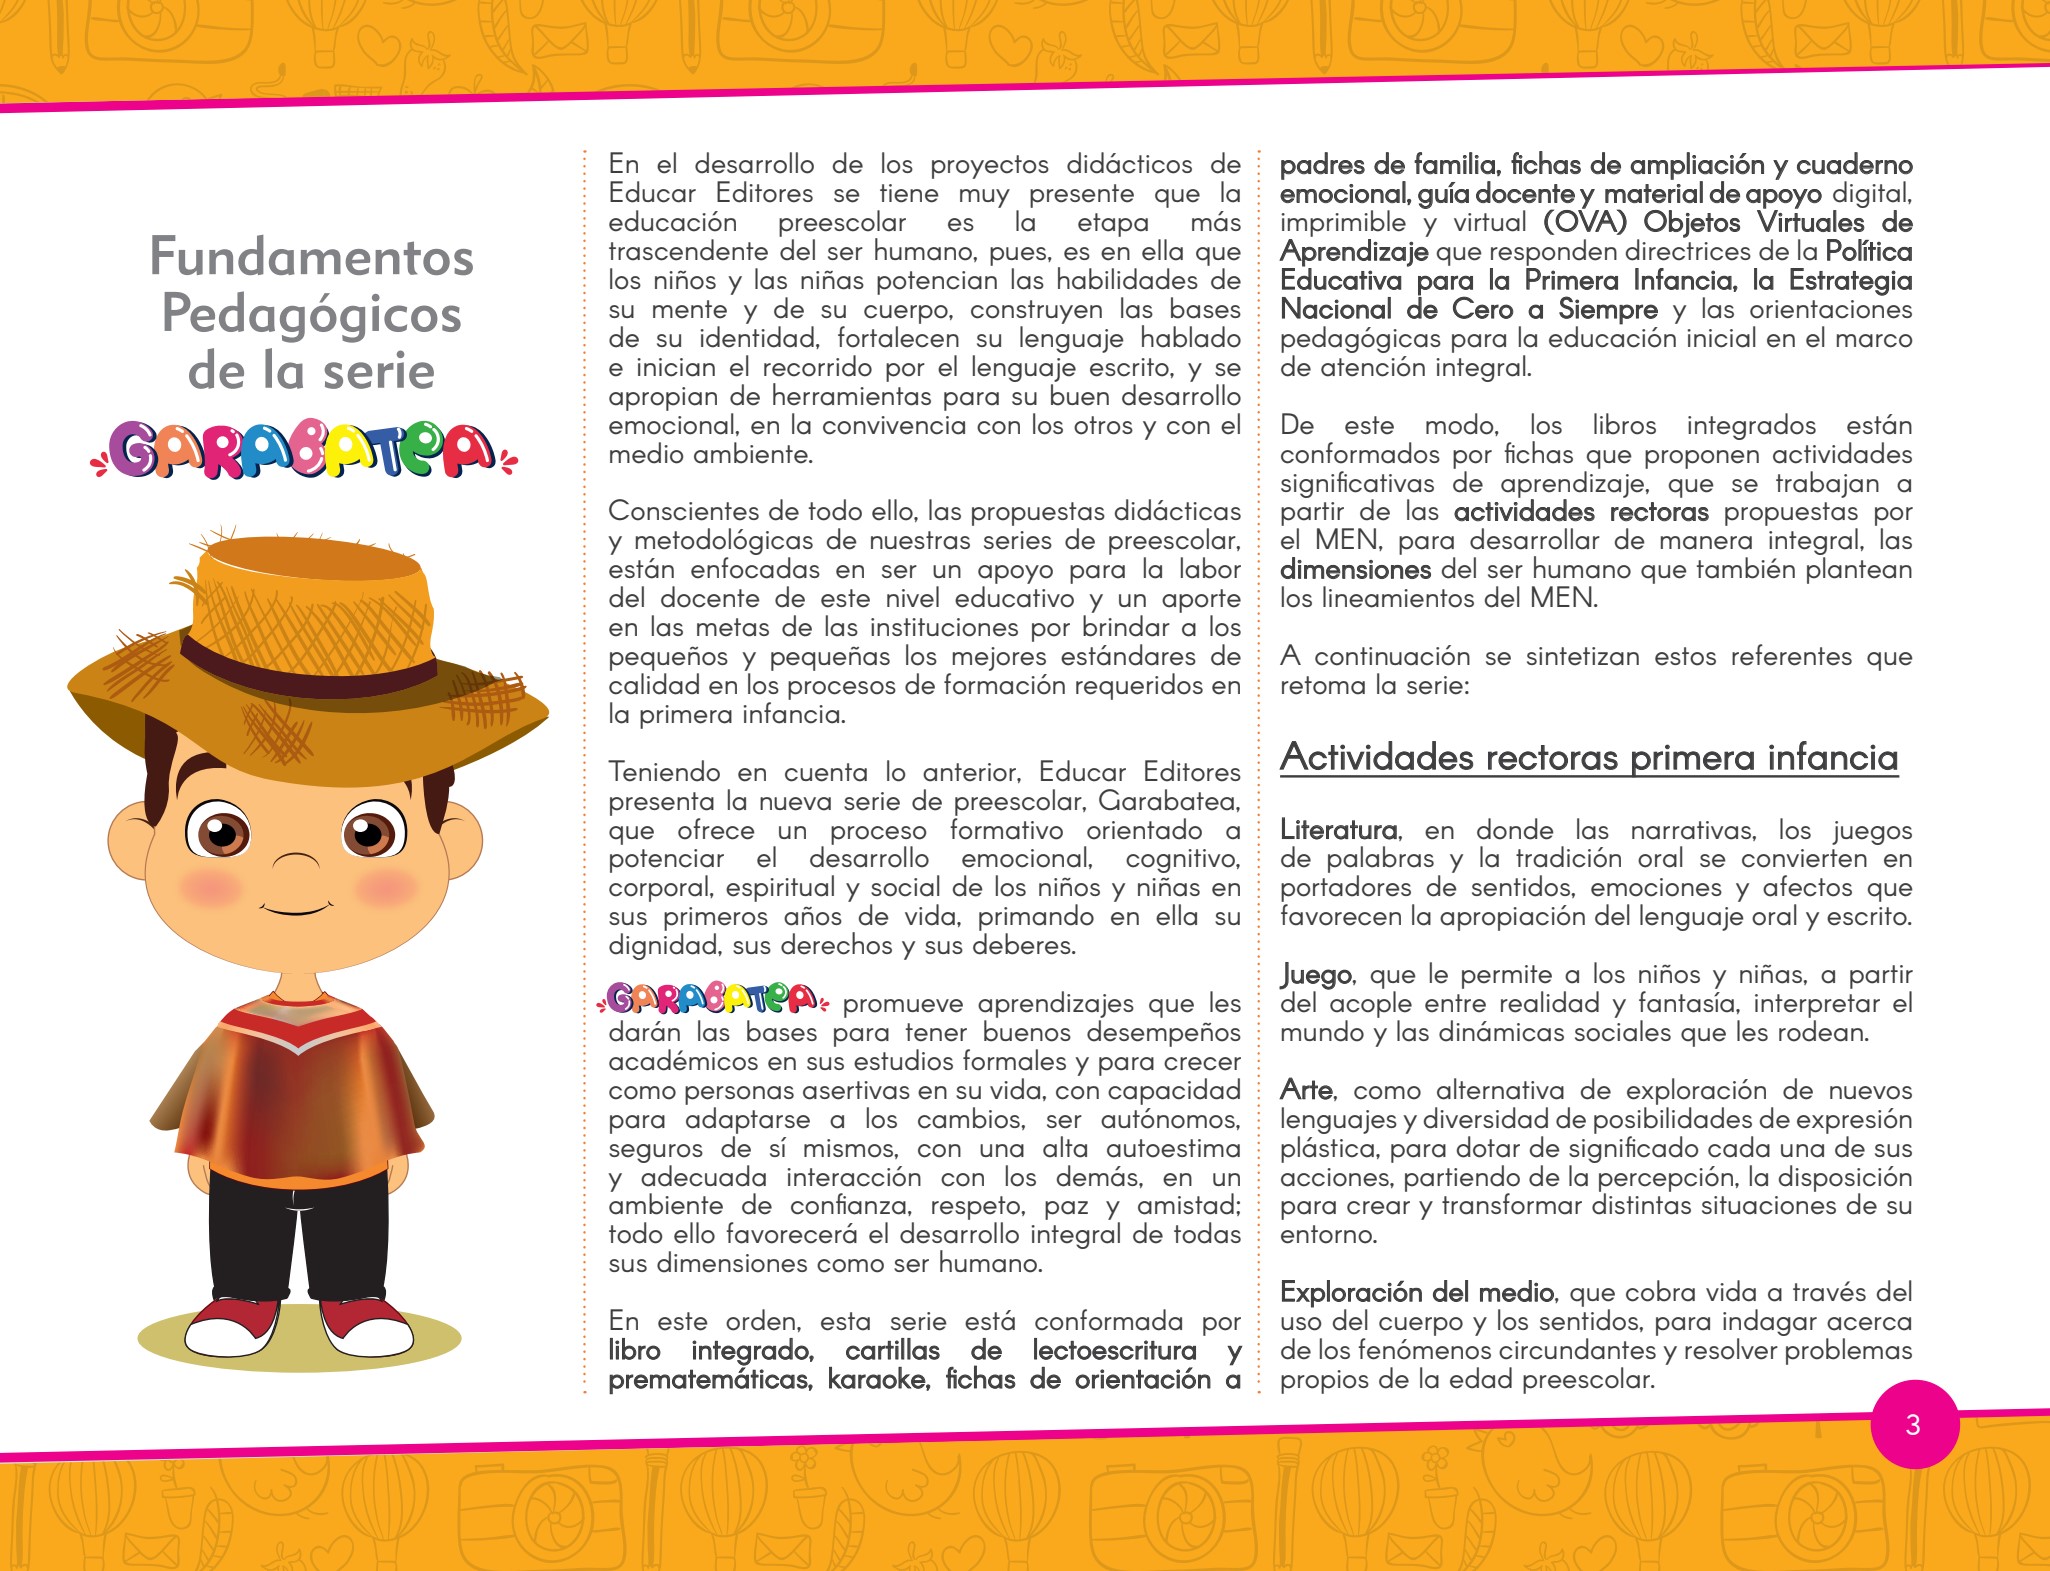 Fundamentos
Pedagógicos
de la serie
GARABATEA
En el desarrollo de los proyectos didácticos de
Educar Editores se tiene muy presente que la
educación preescolar es la etapa más
trascendente del ser humano, pues, es en ella que
los niños y las niñas potencian las habilidades de
su mente y de su cuerpo, construyen las bases
de su identidad, fortalecen su lenguaje hablado
e inician el recorrido por el lenguaje escrito, y se
apropian de herramientas para su buen desarrollo
emocional, en la convivencia con los otros y con el
medio ambiente.
Conscientes de todo ello, las propuestas didácticas
y metodológicas de nuestras series de preescolar,
están enfocadas en ser un apoyo para la labor
del docente de este nivel educativo y un aporte
en las metas de las instituciones por brindar a los
pequeños y pequeñas los mejores estándares de
calidad en los procesos de formación requeridos en
la primera infancia.
Teniendo en cuenta lo anterior, Educar Editores
presenta la nueva serie de preescolar, Garabatea,
que ofrece un proceso formativo orientado a
potenciar el desarrollo emocional, cognitivo,
corporal, espiritual y social de los niños y niñas en
sus primeros años de vida, primando en ella su
dignidad, sus derechos y sus deberes.
GARABATEA promueve aprendizajes que les
darán las bases para tener buenos desempeños
académicos en sus estudios formales y para crecer
como personas asertivas en su vida, con capacidad
para adaptarse a los cambios, ser autónomos,
seguros de sí mismos, con una alta autoestima
y adecuada interacción con los demás, en un
ambiente de confianza, respeto, paz y amistad;
todo ello favorecerá el desarrollo integral de todas
sus dimensiones como ser humano.
En este orden, esta serie está conformada por
libro integrado, cartillas de lectoescritura y
prematemáticas, karaoke, fichas de orientación a
padres de familia, fichas de ampliación y cuaderno
emocional, guía docente y material de apoyo digital,
imprimible y virtual (OVA) Objetos Virtuales de
Aprendizaje que responden directrices de la Política
Educativa para la Primera Infancia, la Estrategia
Nacional de Cero a Siempre y las orientaciones
pedagógicas para la educación inicial en el marco
de atención integral.
De este modo, los libros integrados están
conformados por fichas que proponen actividades
significativas de aprendizaje, que se trabajan a
partir de las actividades rectoras propuestas por
el MEN, para desarrollar de manera integral, las
dimensiones del ser humano que también plantean
los lineamientos del MEN.
A continuación se sintetizan estos referentes que
retoma la serie:
Actividades rectoras primera infancia
Literatura, en donde las narrativas, los juegos
de palabras y la tradición oral se convierten en
portadores de sentidos, emociones y afectos que
favorecen la apropiación del lenguaje oral y escrito.
Juego, que le permite a los niños y niñas, a partir
del acople entre realidad y fantasía, interpretar el
mundo y las dinámicas sociales que les rodean.
Arte, como alternativa de exploración de nuevos
lenguajes y diversidad de posibilidades de expresión
plástica, para dotar de significado cada una de sus
acciones, partiendo de la percepción, la disposición
para crear y transformar distintas situaciones de su
entorno.
Exploración del medio, que cobra vida a través del
uso del cuerpo y los sentidos, para indagar acerca
de los fenómenos circundantes y resolver problemas
propios de la edad preescolar.
3